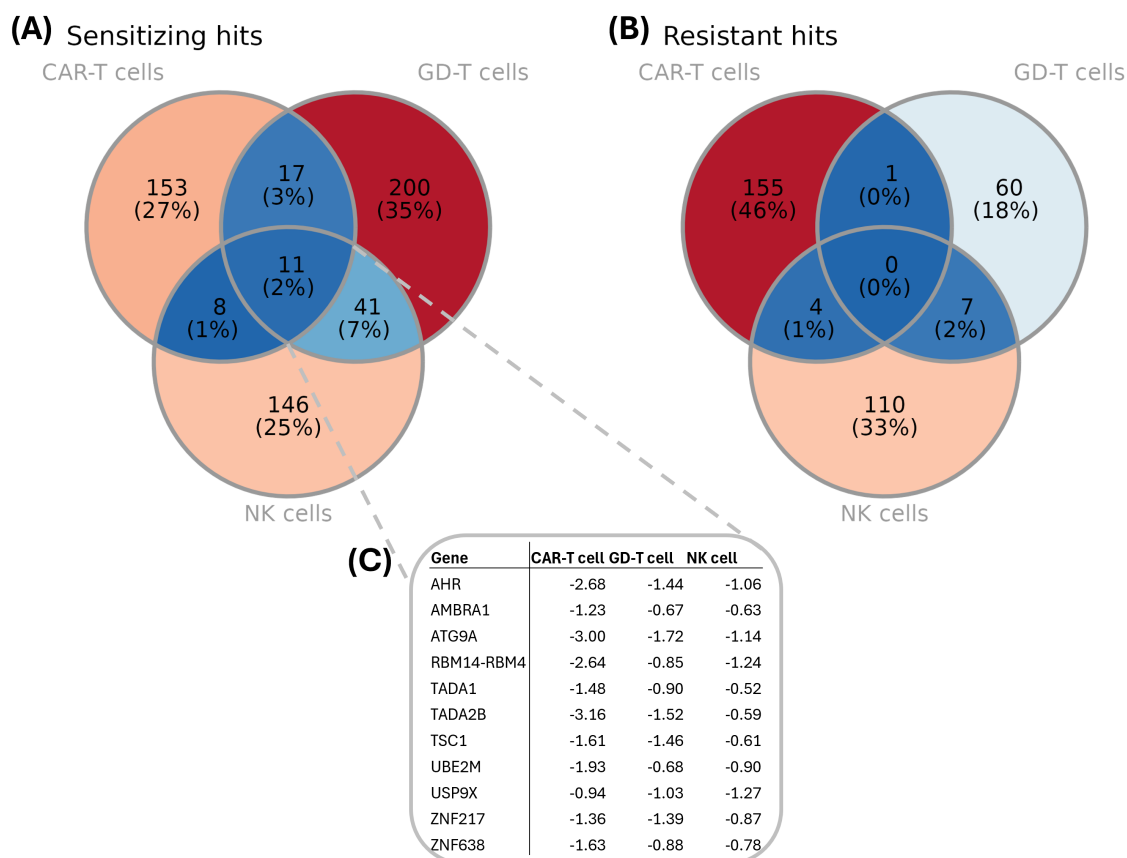 (A) Sensitizing hits
CAR-T cells
GD-T cells
153
(27%)
17
(3%)
200
(35%)
11
(2%)
8
(1%)
41
(7%)
146
(25%)
NK cells
(B) Resistant hits
CAR-T cells
GD-T cells
155
(46%)
1
(0%)
60
(18%)
0
(0%)
4
(1%)
7
(2%)
110
(33%)
NK cells
(C)
Gene CAR-T cell GD-T cell NK cell
AHR -2.68 -1.44 -1.06
AMBRA1 -1.23 -0.67 -0.63
ATG9A -3.00 -1.72 -1.14
RBM14-RBM4 -2.64 -0.85 -1.24
TADA1 -1.48 -0.90 -0.52
TADA2B -3.16 -1.52 -0.59
TSC1 -1.61 -1.46 -0.61
UBE2M -1.93 -0.68 -0.90
USP9X -0.94 -1.03 -1.27
ZNF217 -1.36 -1.39 -0.87
ZNF638 -1.63 -0.88 -0.78